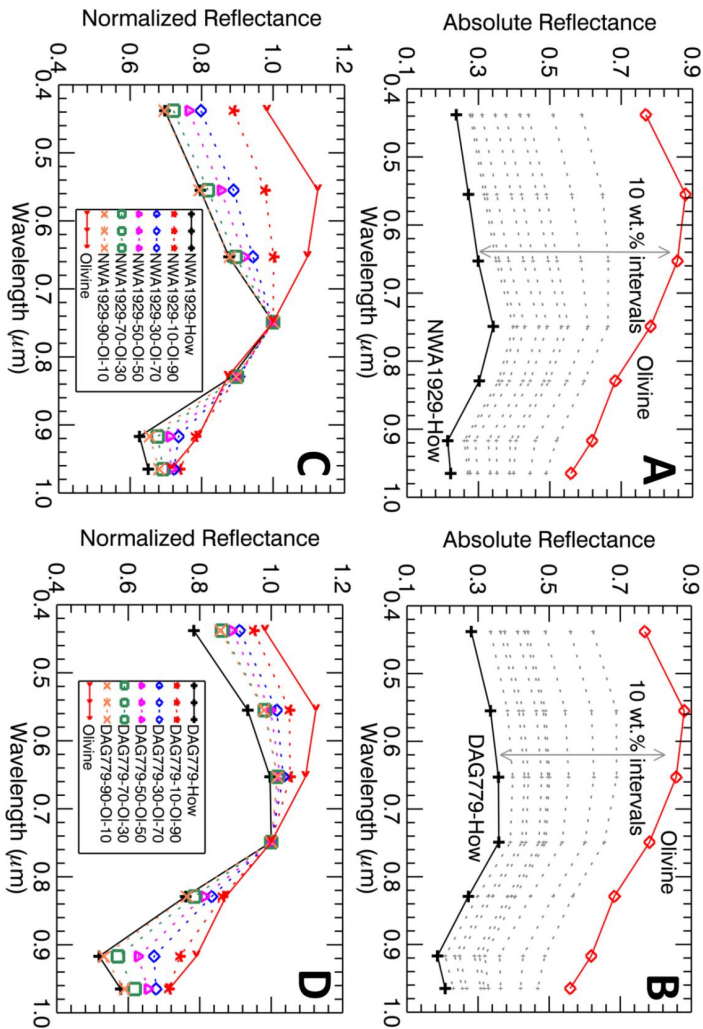 Absolute Reflectance
0.9
0.7
0.5
0.3
0.1
A
10 wt.% intervals
Olivine
NWA1929-How
0.4 0.5 0.6 0.7 0.8 0.9 1.0
Wavelength (μm)
Absolute Reflectance
0.9
0.7
0.5
0.3
0.1
B
10 wt.% intervals
Olivine
DAG779-How
0.4 0.5 0.6 0.7 0.8 0.9 1.0
Wavelength (μm)
Normalized Reflectance
1.2
1.0
0.8
0.6
0.4
C
NWA1929-How
NWA1929-10-Ol-90
NWA1929-30-Ol-70
NWA1929-50-Ol-50
NWA1929-70-Ol-30
NWA1929-90-Ol-10
Olivine
0.4 0.5 0.6 0.7 0.8 0.9 1.0
Wavelength (μm)
Normalized Reflectance
1.2
1.0
0.8
0.6
0.4
D
DAG779-How
DAG779-10-Ol-90
DAG779-30-Ol-70
DAG779-50-Ol-50
DAG779-70-Ol-30
DAG779-90-Ol-10
Olivine
0.4 0.5 0.6 0.7 0.8 0.9 1.0
Wavelength (μm)